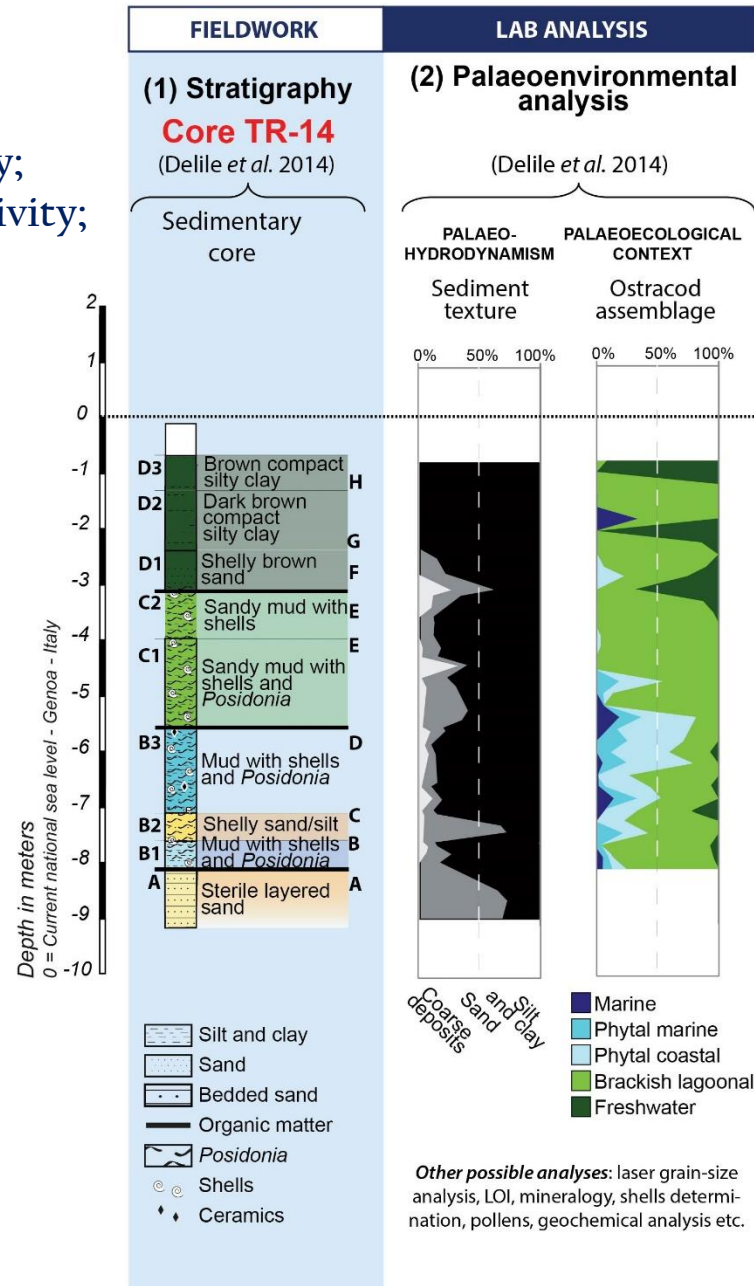 FIELDWORK
LAB ANALYSIS
(1) Stratigraphy
Core TR-14
(Delile et al. 2014)
Sedimentary
core
(2) Palaeoenvironmental
analysis
(Delile et al. 2014)
PALAEO-
HYDRODYNAMISM
Sediment
texture
PALAEOECOLOGICAL
CONTEXT
Ostracod
assemblage
y;
ivity;
0% 50% 100%
0% 50% 100%
2
1
0
-1
-2
-3
-4
-5
-6
-7
-8
-9
-10
Depth in meters
0 = Current national sea level - Genoa - Italy
D3 Brown compact
silty clay H
D2 Dark brown
compact
silty clay G
D1 Shelly brown
sand F
C2 Sandy mud with
shells E
C1 Sandy mud with E
shells and
Posidonia
B3 Mud with shells D
and Posidonia
C
B2 Shelly sand/silt
B1 Mud with shells B
and Posidonia
A Sterile layered A
sand
Silt and clay
Sand
Bedded sand
Organic matter
Posidonia
Shells
Ceramics
Coarse
deposits
Sand
Silt
and clay
Marine
Phytal marine
Phytal coastal
Brackish lagoonal
Freshwater
Other possible analyses: laser grain-size
analysis, LOI, mineralogy, shells determi-
nation, pollens, geochemical analysis etc.